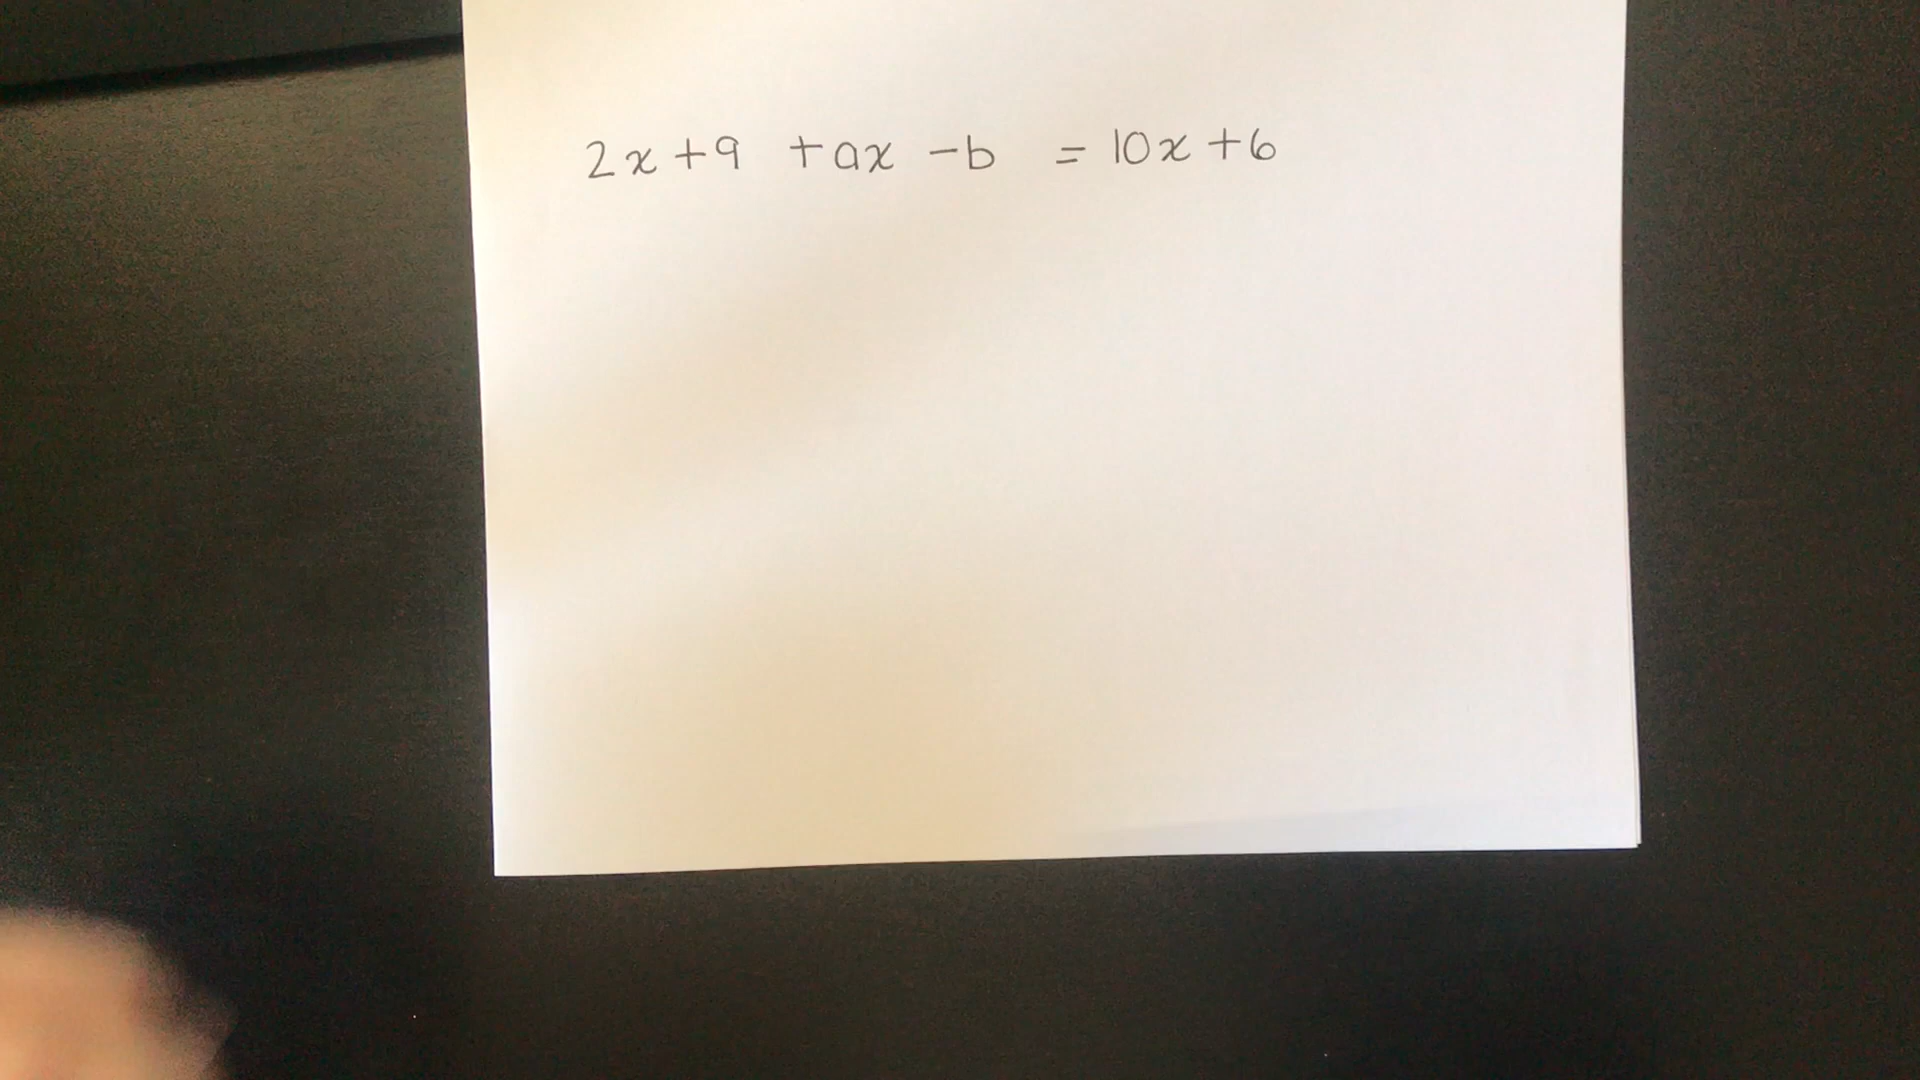 2x+9 +ax -b = 10x +6